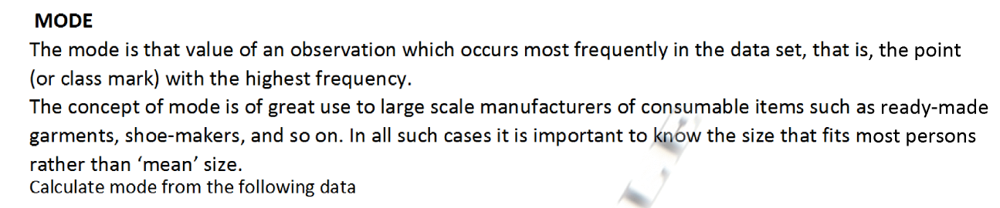 MODE
The mode is that value of an observation which occurs most frequently in the data set, that is, the point
(or class mark) with the highest frequency.
The concept of mode is of great use to large scale manufacturers of consumable items such as ready-made
garments, shoe-makers, and so on. In all such cases it is important to know the size that fits most persons
rather than ‘mean’ size.
Calculate mode from the following data